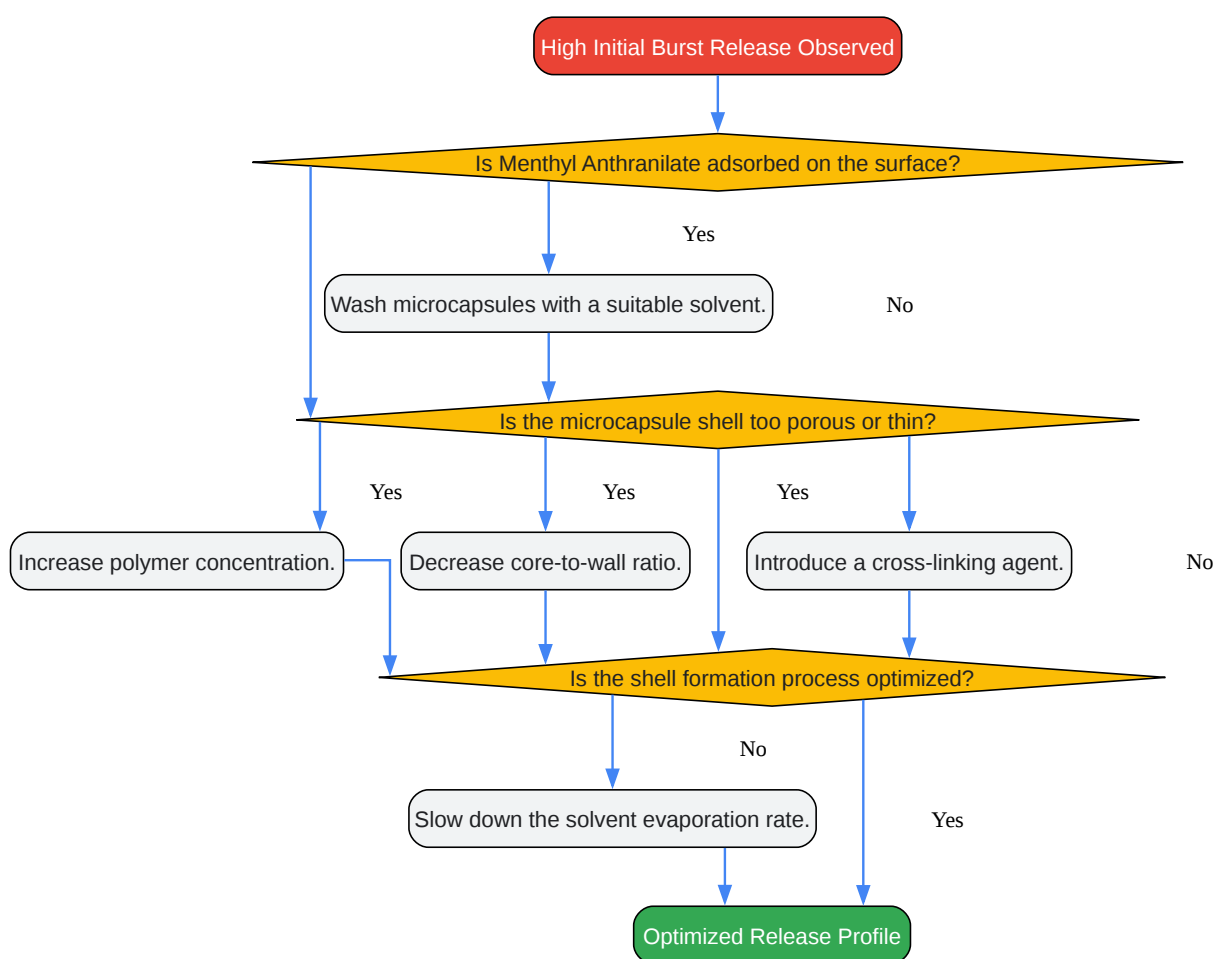 High Initial Burst Release Observed
Is Menthyl Anthranilate adsorbed on the surface?
Yes
Wash microcapsules with a suitable solvent.
No
Is the microcapsule shell too porous or thin?
Yes
Yes
Yes
Increase polymer concentration.
Decrease core-to-wall ratio.
Introduce a cross-linking agent.
No
Is the shell formation process optimized?
No
Slow down the solvent evaporation rate.
Yes
Optimized Release Profile